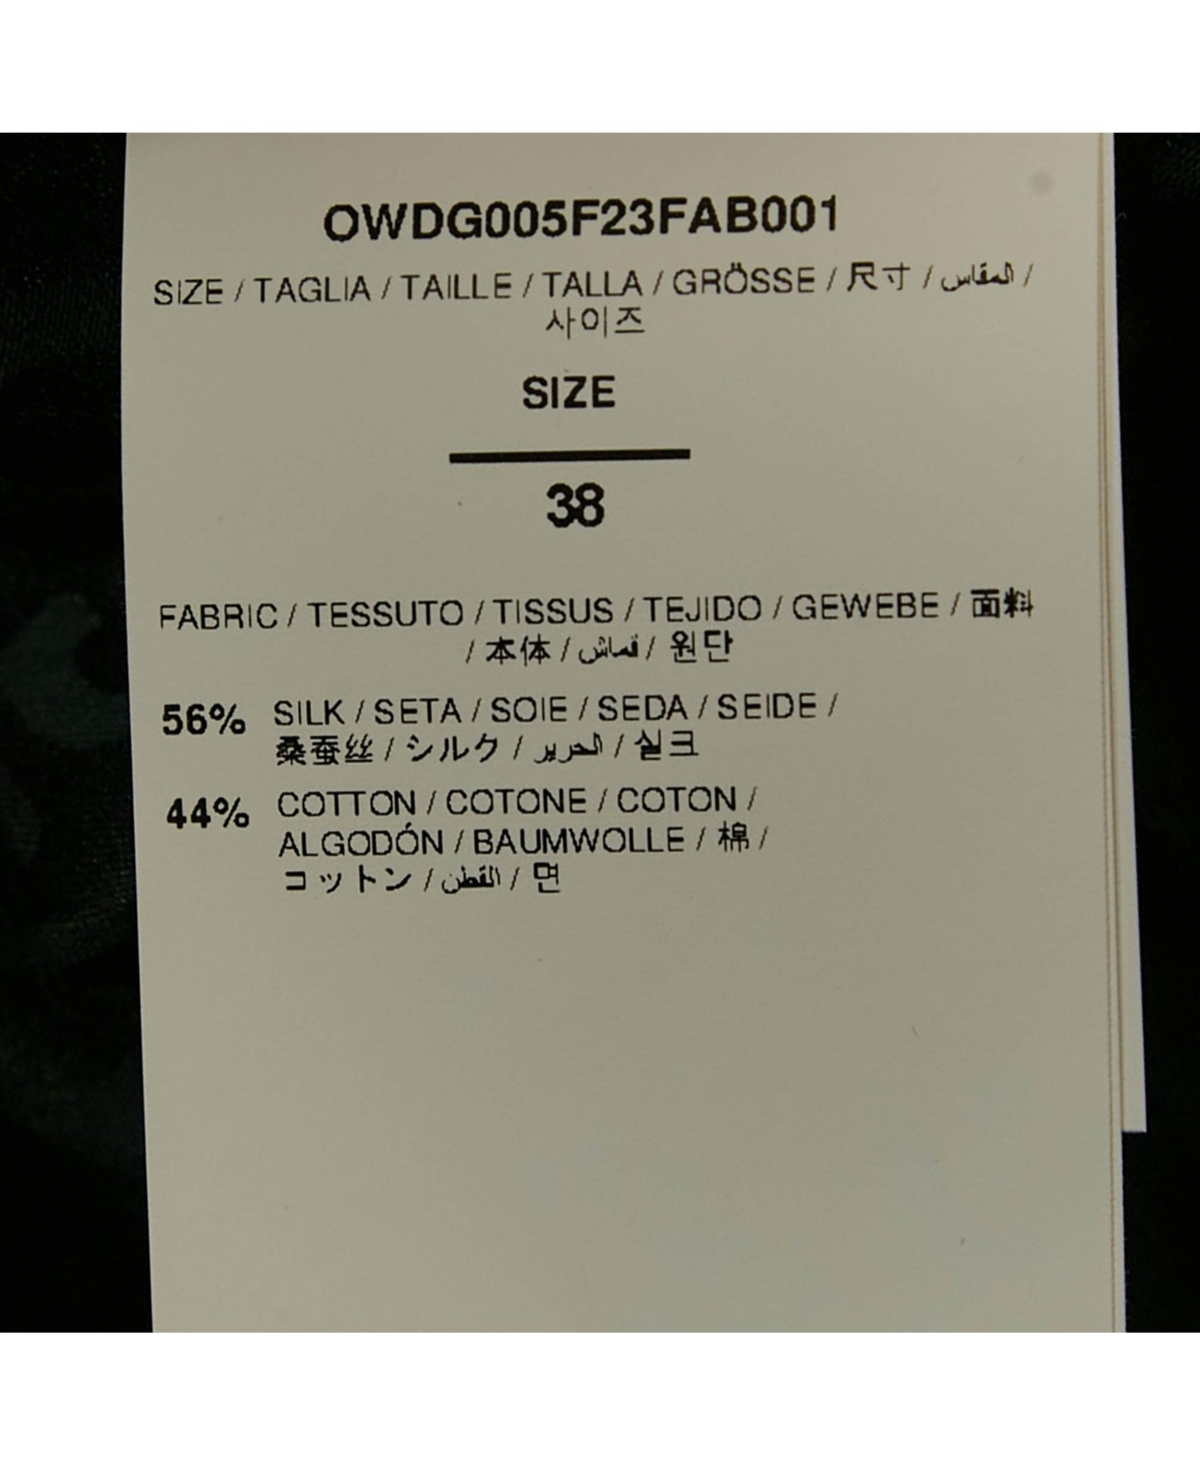 OWDG005F23FAB001
SIZE / TAGLIA / TAILLE / TALLA / GRÖSSE / 尺寸 / المقاس /
사이즈
SIZE
38
FABRIC / TESSUTO / TISSUS / TEJIDO / GEWEBE / 面料
/ 本体 / قماش / 원단
56% SILK / SETA / SOIE / SEDA / SEIDE /
桑蚕丝 / シルク / الحرير / 실크
44% COTTON / COTONE / COTON /
ALGODÓN / BAUMWOLLE / 棉 /
コットン / القطن / 면